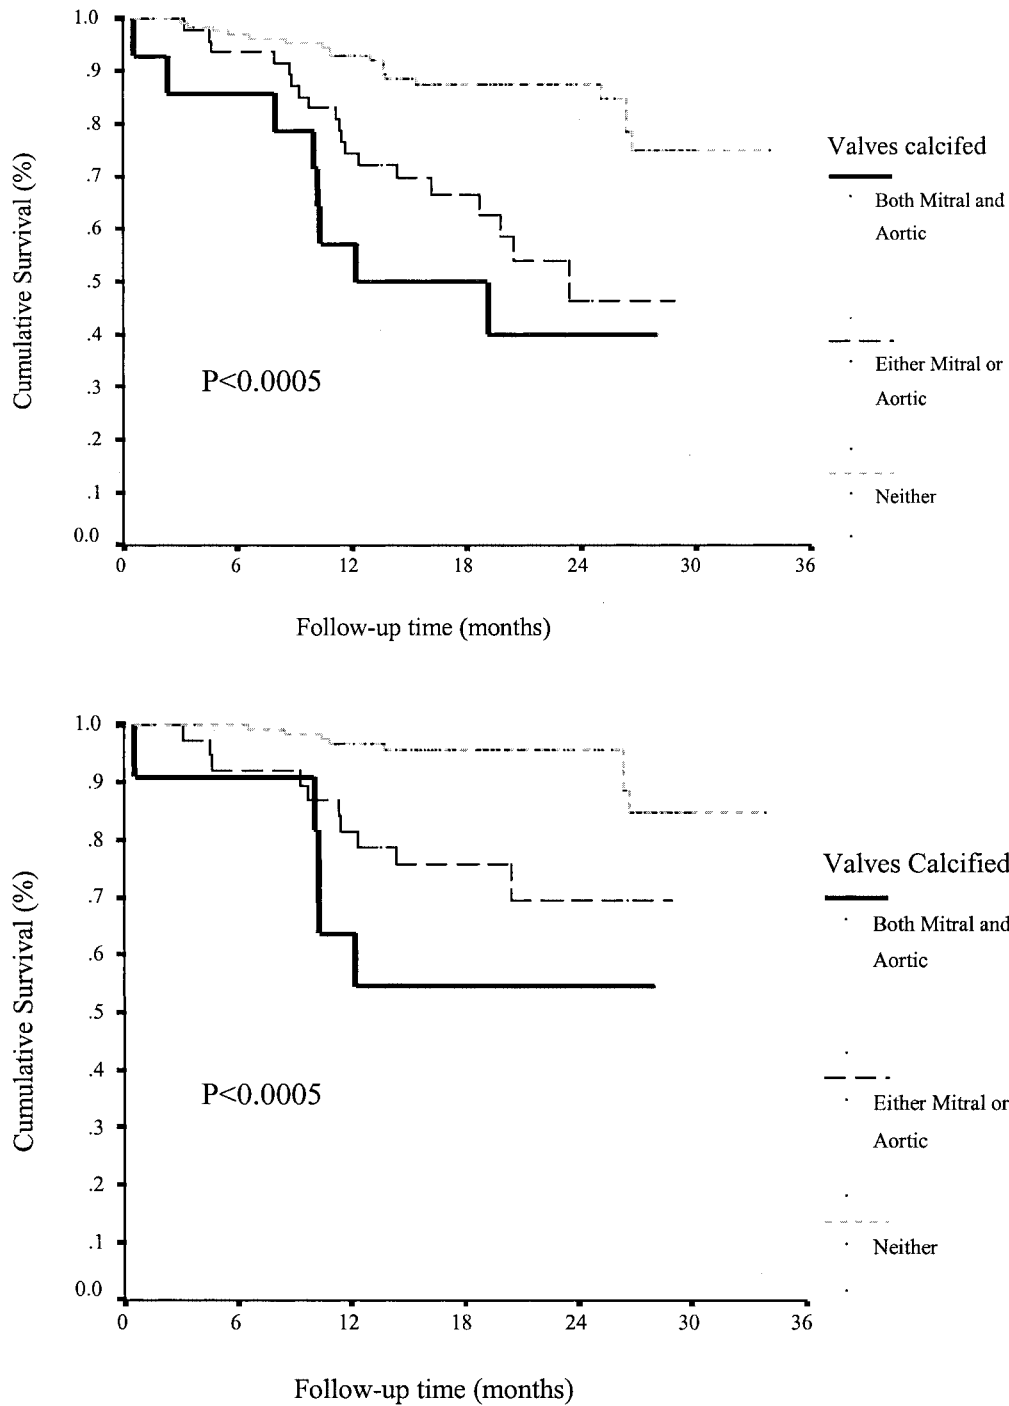 1.0
.9
.8
.7
.6
.5
.4
.3
.2
.1
0.0
Cumulative Survival (%)
P<0.0005
0 6 12 18 24 30 36
Follow-up time (months)
Valves calcifed
Both Mitral and
Aortic
Either Mitral or
Aortic
Neither
1.0
.9
.8
.7
.6
.5
.4
.3
.2
.1
0.0
Cumulative Survival (%)
P<0.0005
0 6 12 18 24 30 36
Follow-up time (months)
Valves Calcified
Both Mitral and
Aortic
Either Mitral or
Aortic
Neither